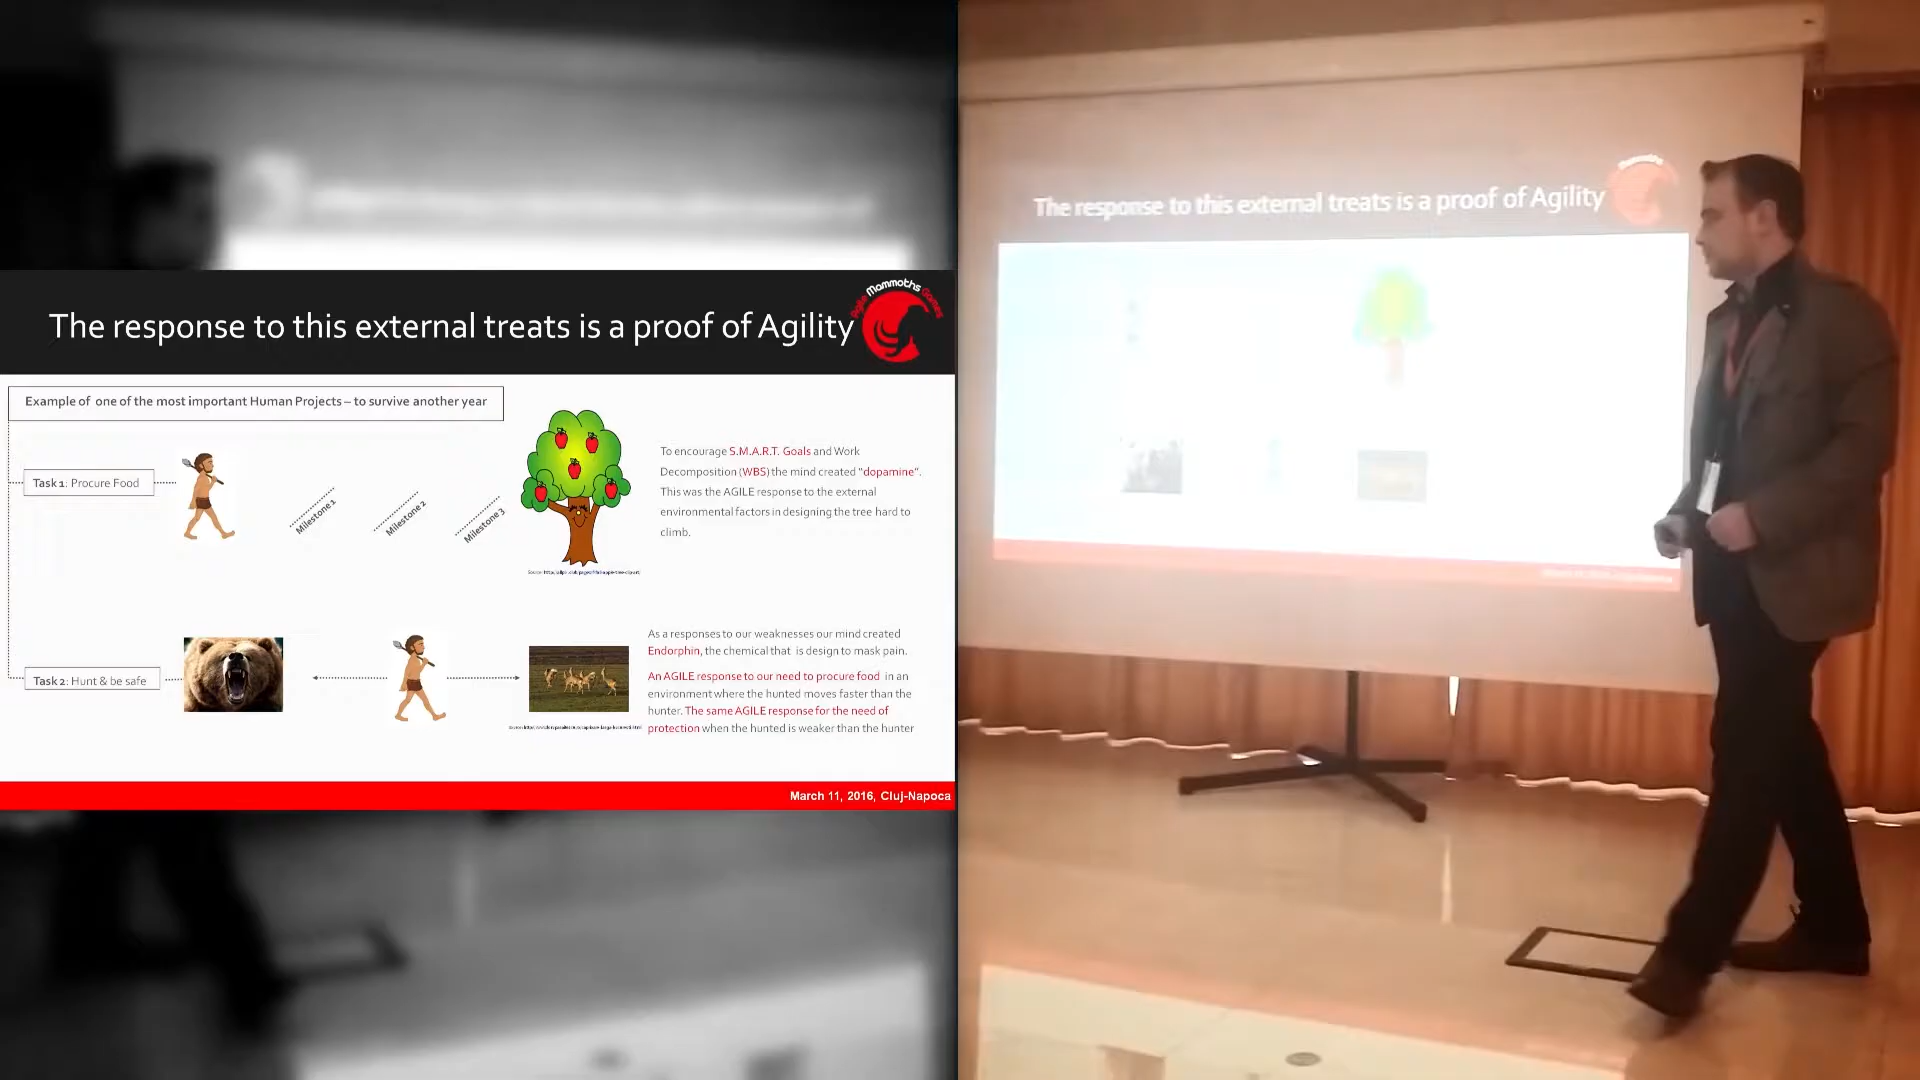 The response to this external treats is a proof of Agility
Agile Mammoths Games
Example of one of the most important Human Projects – to survive another year
Task 1: Procure Food
Milestone 1
Milestone 2
Milestone 3
To encourage S.M.A.R.T. Goals and Work
Decomposition (WBS) the mind created “dopamine”.
This was the AGILE response to the external
environmental factors in designing the tree hard to
climb.
Task 2: Hunt & be safe
As a responses to our weaknesses our mind created
Endorphin, the chemical that is design to mask pain.
An AGILE response to our need to procure food in an
environment where the hunted moves faster than the
hunter. The same AGILE response for the need of
protection when the hunted is weaker than the hunter
March 11, 2016, Cluj-Napoca
The response to this external treats is a proof of Agility